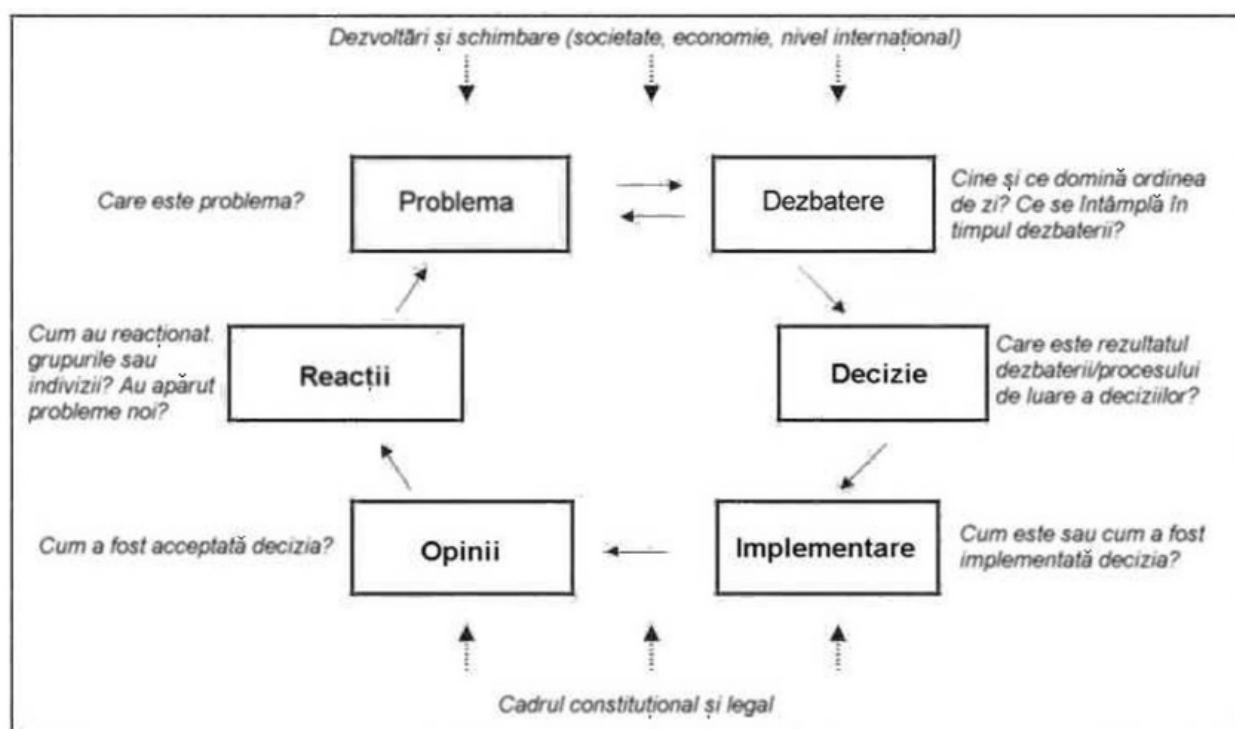 Dezvoltări și schimbare (societate, economie, nivel internațional)
Care este problema?
Problema
Dezbatere
Cine și ce domină ordinea
de zi? Ce se întâmplă în
timpul dezbaterii?
Cum au reacționat
grupurile sau
indivizii? Au apărut
probleme noi?
Reacții
Decizie
Care este rezultatul
dezbaterii/procesului
de luare a deciziilor?
Cum a fost acceptată decizia?
Opinii
Implementare
Cum este sau cum a fost
implementată decizia?
Cadrul constituțional și legal